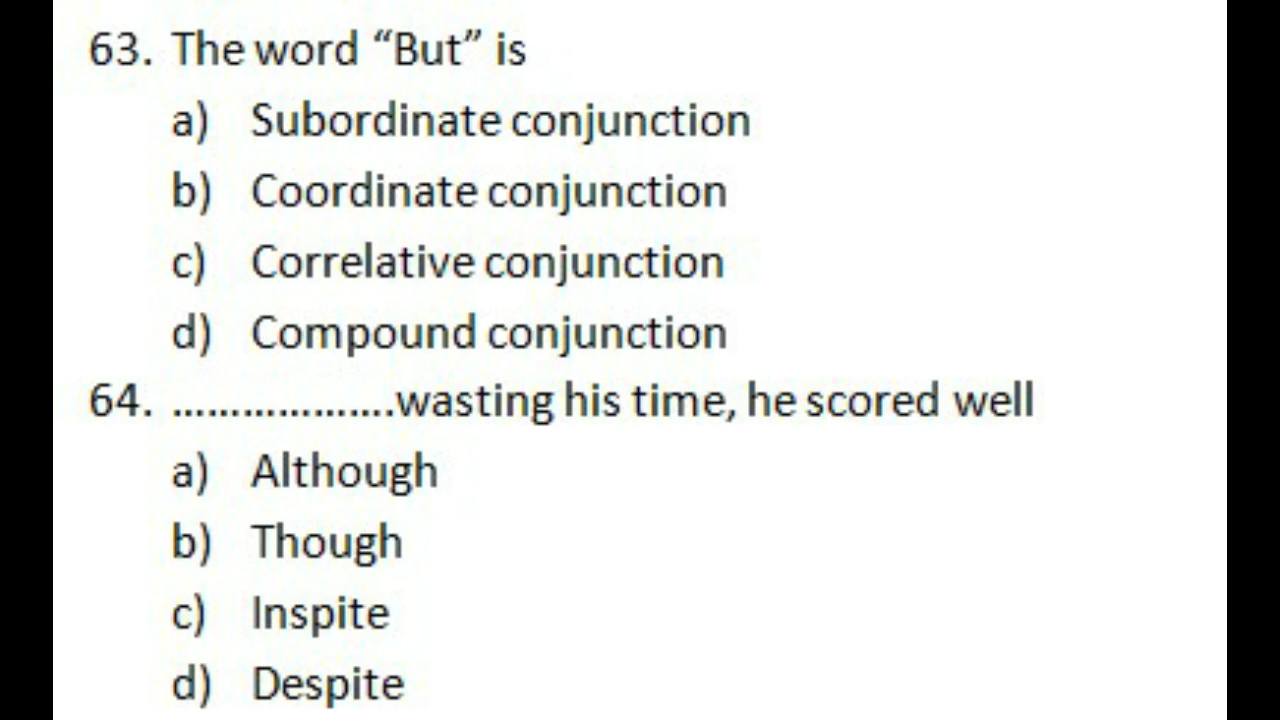 63. The word “But” is
a) Subordinate conjunction
b) Coordinate conjunction
c) Correlative conjunction
d) Compound conjunction
64. ...................wasting his time, he scored well
a) Although
b) Though
c) Inspite
d) Despite